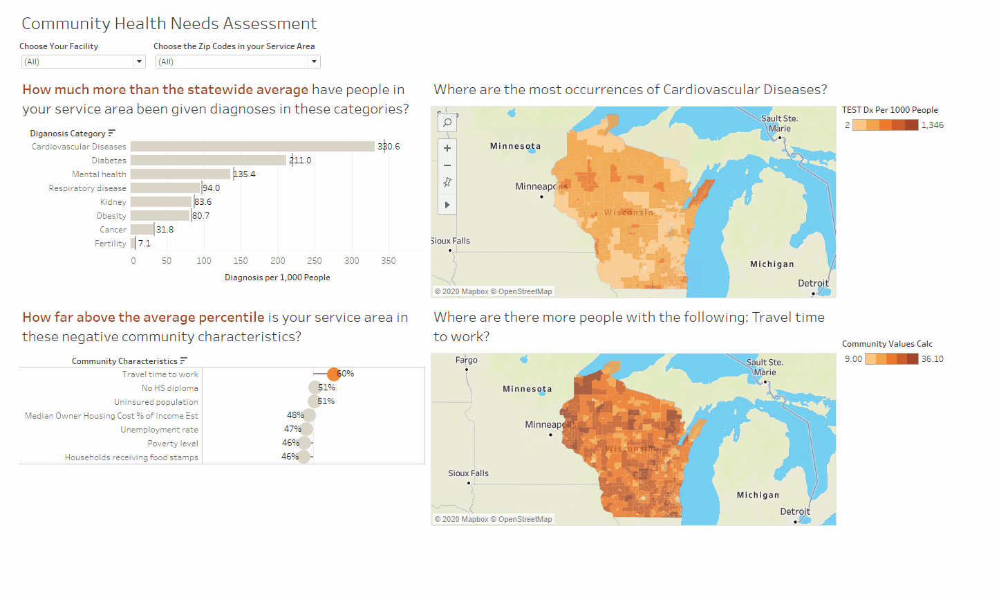 Community Health Needs Assessment
Choose Your Facility
Choose the Zip Codes in your Service Area
(All)
(All)
How much more than the statewide average have people in
your service area been given diagnoses in these categories?
Diganosis Category
Cardiovascular Diseases 330.6
Diabetes 211.0
Mental health 135.4
Respiratory disease 94.0
Kidney 83.6
Obesity 80.7
Cancer 31.8
Fertility 7.1
0 50 100 150 200 250 300 350
Diagnosis per 1,000 People
Where are the most occurrences of Cardiovascular Diseases?
Fargo
Sault Ste.
Marie
Minnesota
Minneapolis
Wisconsin
Sioux Falls
Michigan
Detroit
© 2020 Mapbox © OpenStreetMap
TEST Dx Per 1000 People
2 1,346
How far above the average percentile is your service area in
these negative community characteristics?
Community Characteristics
Travel time to work 60%
No HS diploma 51%
Uninsured population 51%
Median Owner Housing Cost % of Income Est 48%
Unemployment rate 47%
Poverty level 46%
Households receiving food stamps 46%
Where are there more people with the following: Travel time
to work?
Fargo
Sault Ste.
Marie
Minnesota
Minneapolis
Wisconsin
Sioux Falls
Michigan
Detroit
© 2020 Mapbox © OpenStreetMap
Community Values Calc
9.00 36.10